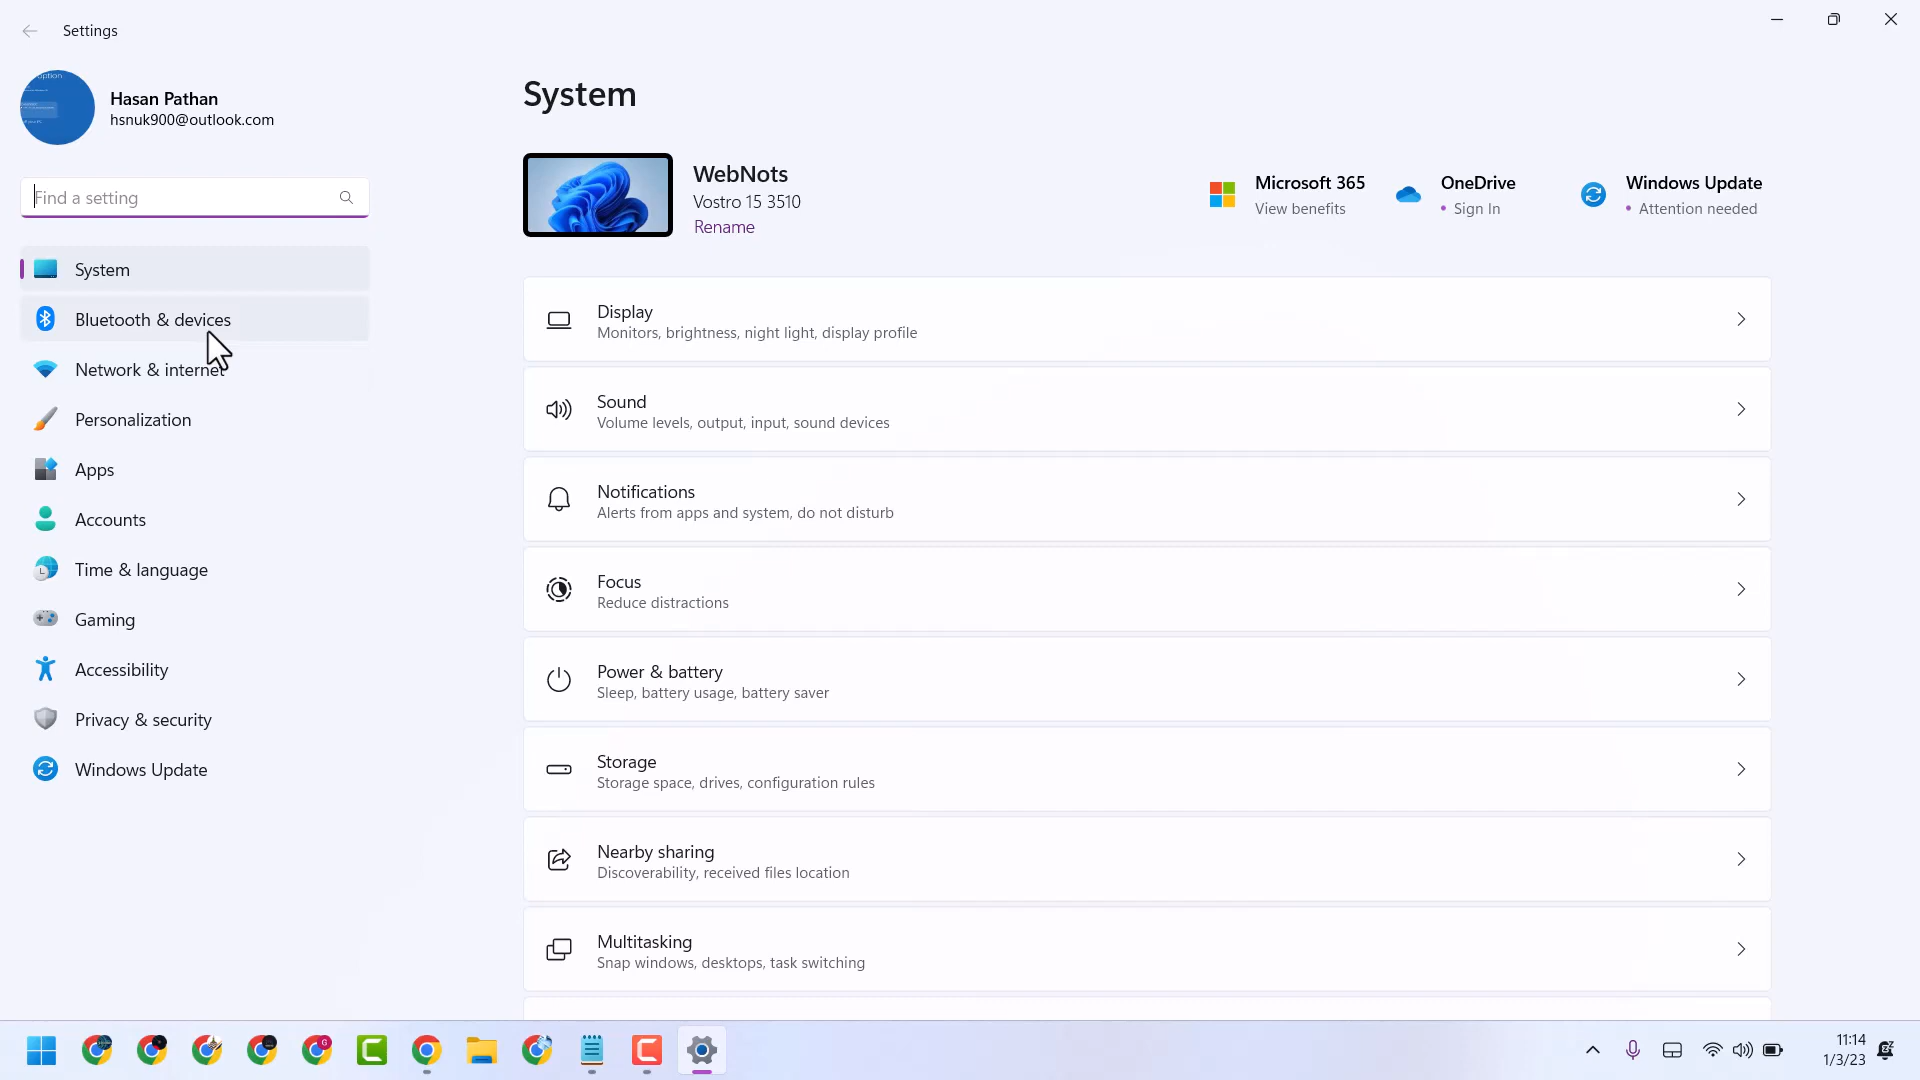 Settings
Hasan Pathan
hsnuk900@outlook.com
Find a setting
System
Bluetooth & devices
Network & internet
Personalization
Apps
Accounts
Time & language
Gaming
Accessibility
Privacy & security
Windows Update
System
WebNots
Vostro 15 3510
Rename
Microsoft 365
View benefits
OneDrive
• Sign In
Windows Update
• Attention needed
Display
Monitors, brightness, night light, display profile
Sound
Volume levels, output, input, sound devices
Notifications
Alerts from apps and system, do not disturb
Focus
Reduce distractions
Power & battery
Sleep, battery usage, battery saver
Storage
Storage space, drives, configuration rules
Nearby sharing
Discoverability, received files location
Multitasking
Snap windows, desktops, task switching
11:14
1/3/23